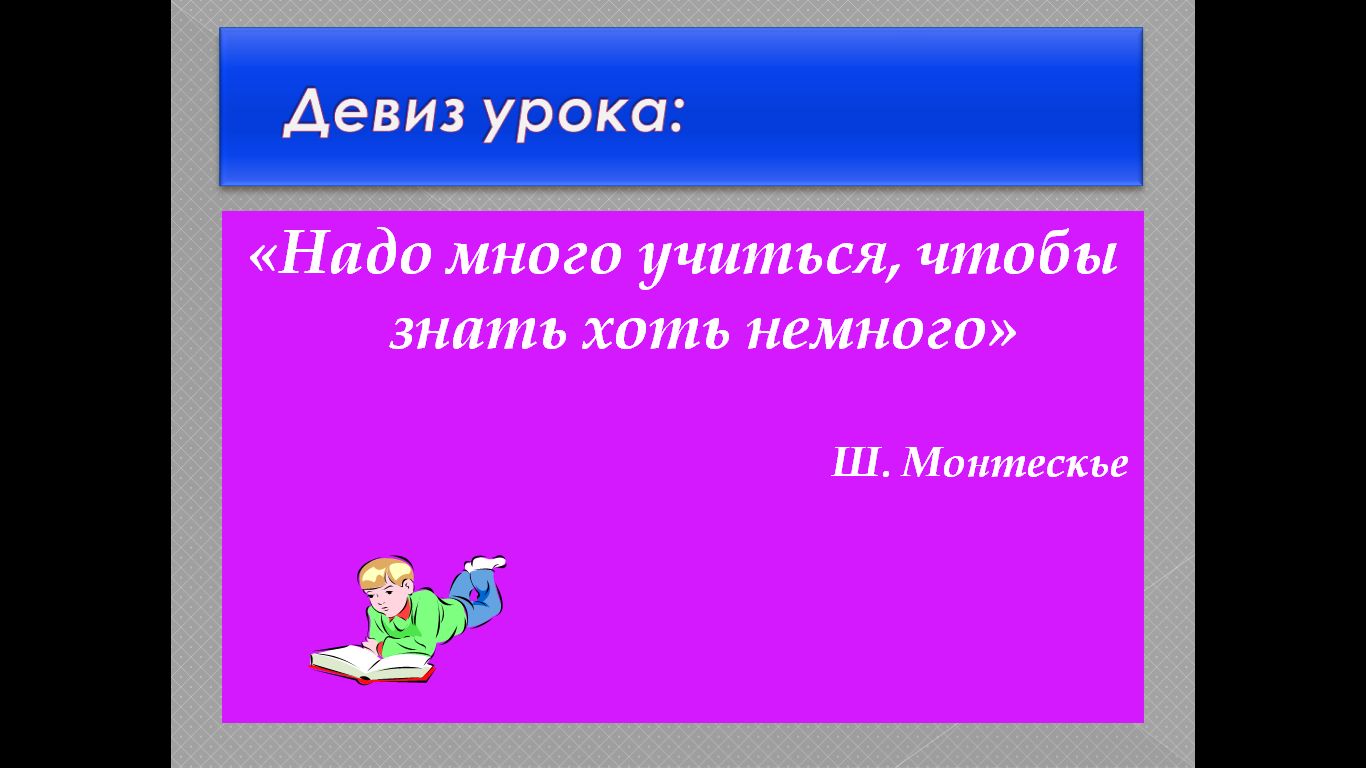 Девиз урока:
«Надо много учиться, чтобы
знать хоть немного»
Ш. Монтескье